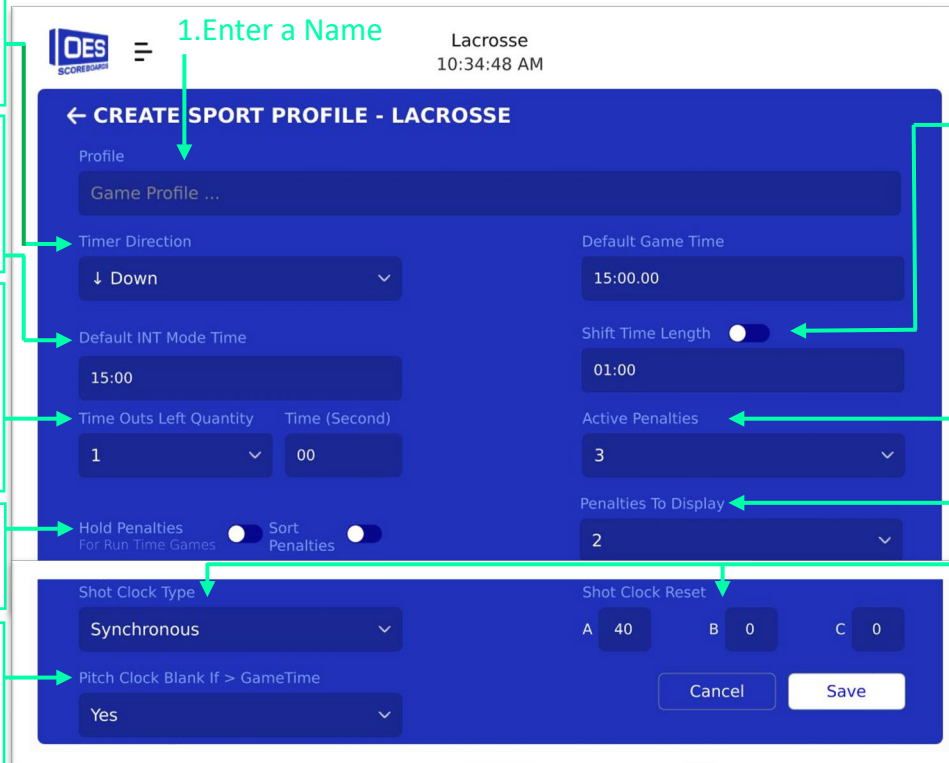 1.Enter a Name
OES
SCOREBOARDS
Lacrosse
10:34:48 AM
← CREATE SPORT PROFILE - LACROSSE
Profile
Game Profile ...
Timer Direction
Default Game Time
↓ Down
15:00.00
Default INT Mode Time
Shift Time Length
15:00
01:00
Time Outs Left Quantity
Time (Second)
Active Penalties
1
00
3
Penalties To Display
2
Hold Penalties
For Run Time Games
Sort
Penalties
Shot Clock Type
Shot Clock Reset
Synchronous
A 40 B 0 C 0
Pitch Clock Blank If > GameTime
Yes
Cancel
Save